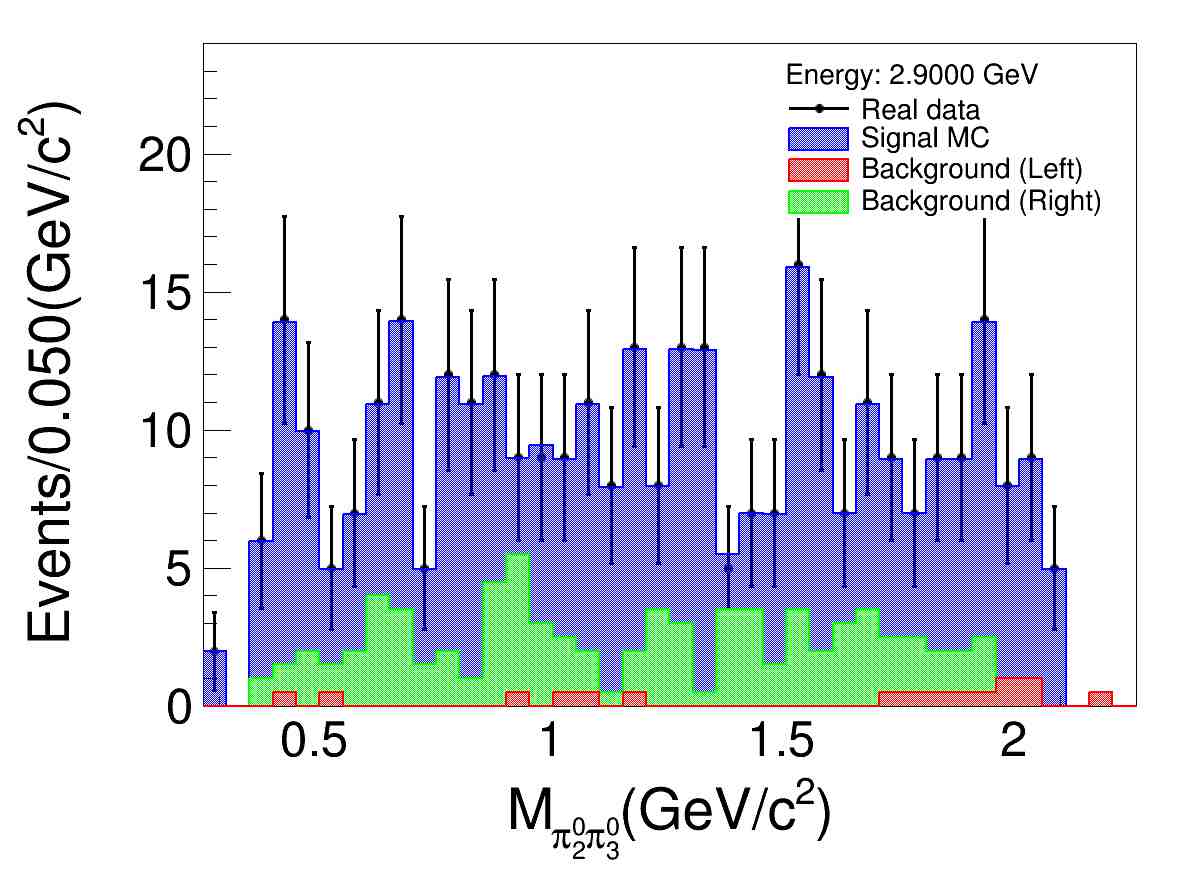 Energy: 2.9000 GeV
Real data
Signal MC
Background (Left)
Background (Right)
Events/0.050(GeV/c²)
20
15
10
5
0
0.5 1 1.5 2
M_{π⁰₂π⁰₃}(GeV/c²)